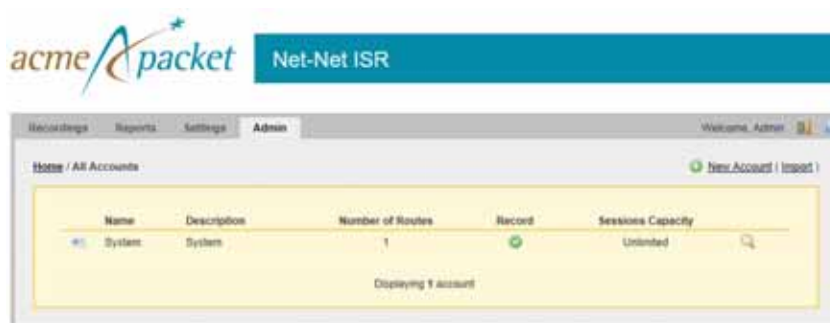 acme packet
Net-Net ISR
Recordings Reports Settings Admin
Welcome, Admin
Home / All Accounts
New Account ( Import )
Name Description Number of Routes Record Sessions Capacity
System System 1 Unlimited
Displaying 1 account